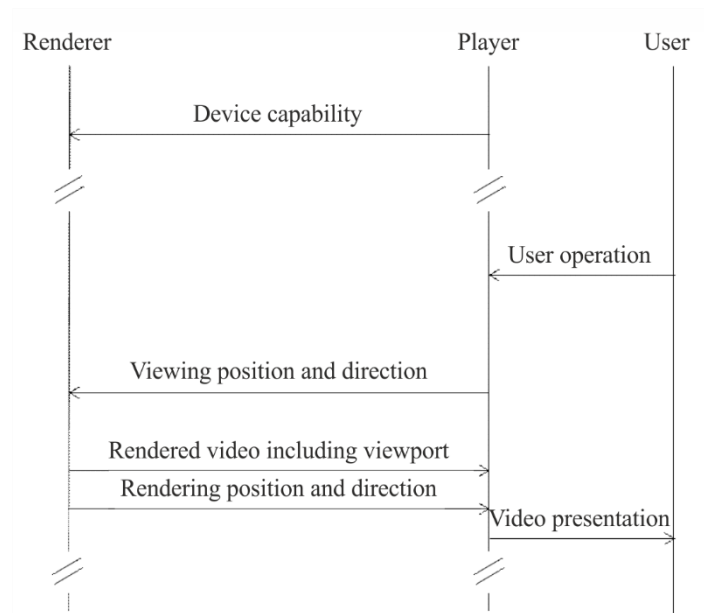 Renderer
Player
User
Device capability
User operation
Viewing position and direction
Rendered video including viewport
Rendering position and direction
Video presentation